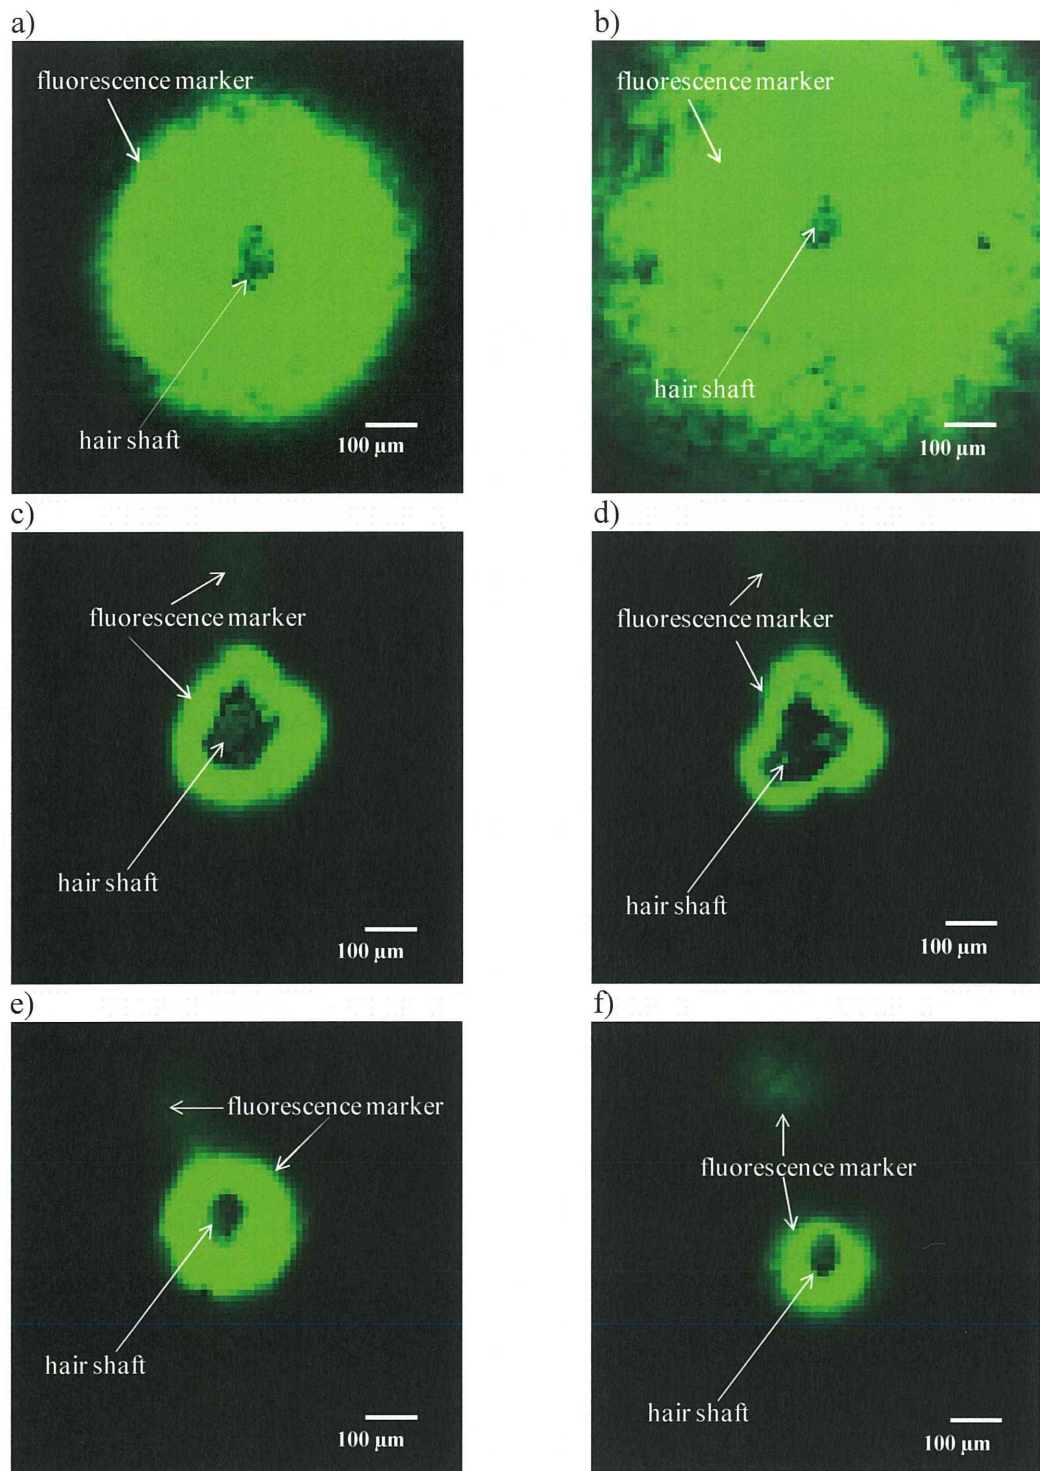 a)
b)
fluorescence marker
fluorescence marker
hair shaft
hair shaft
100 µm
100 µm
c)
d)
fluorescence marker
fluorescence marker
hair shaft
hair shaft
100 µm
100 µm
e)
f)
fluorescence marker
fluorescence marker
hair shaft
hair shaft
100 µm
100 µm